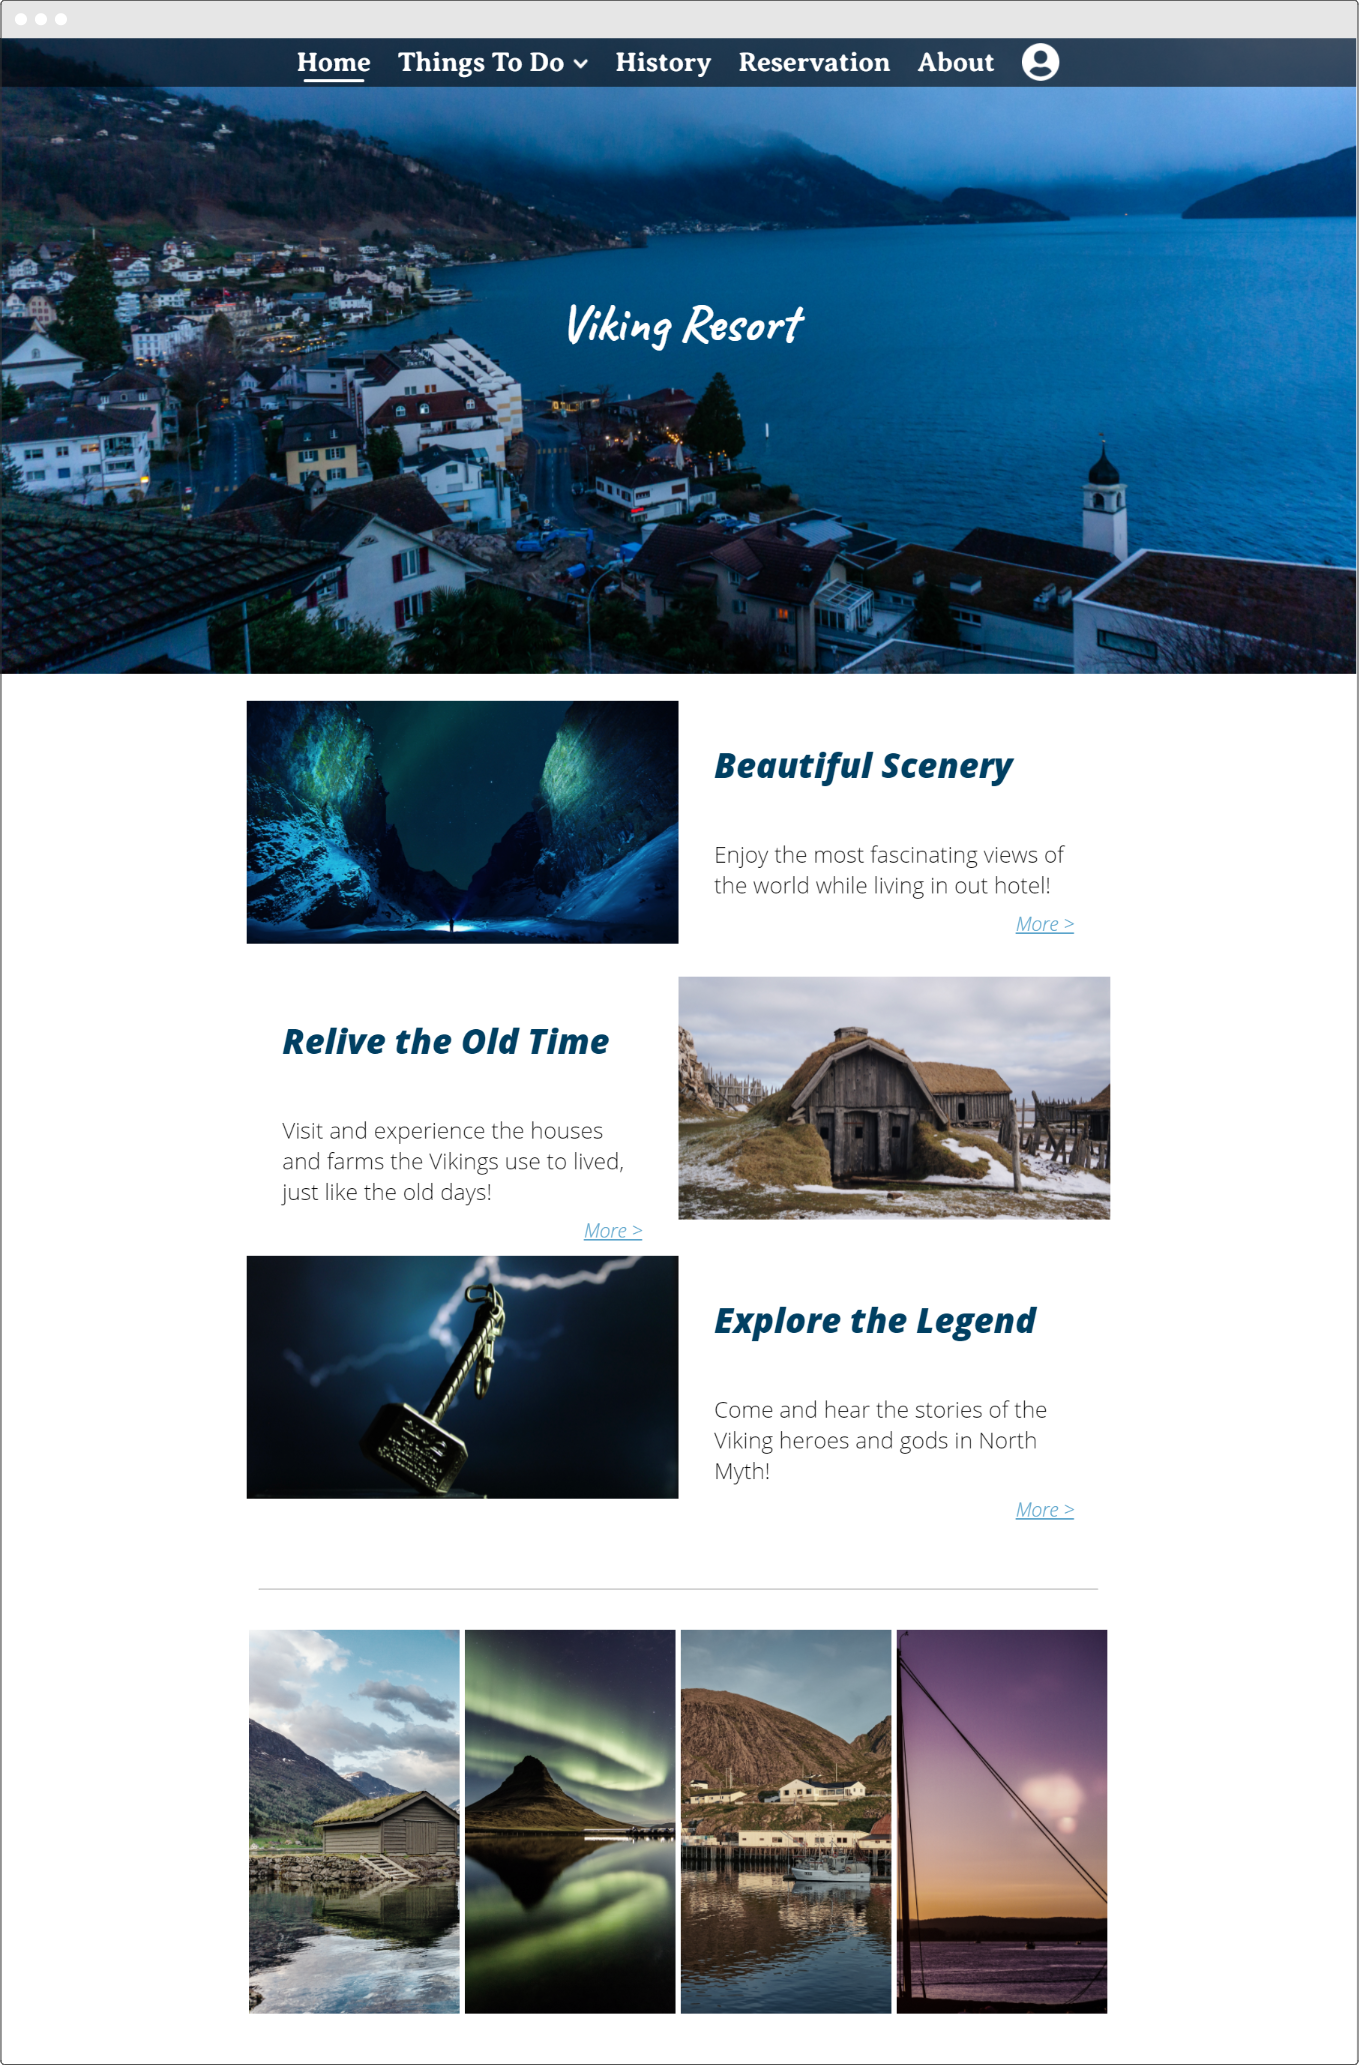 Home Things To Do History Reservation About
Viking Resort
Beautiful Scenery
Enjoy the most fascinating views of
the world while living in out hotel!
More >
Relive the Old Time
Visit and experience the houses
and farms the Vikings use to lived,
just like the old days!
More >
Explore the Legend
Come and hear the stories of the
Viking heroes and gods in North
Myth!
More >